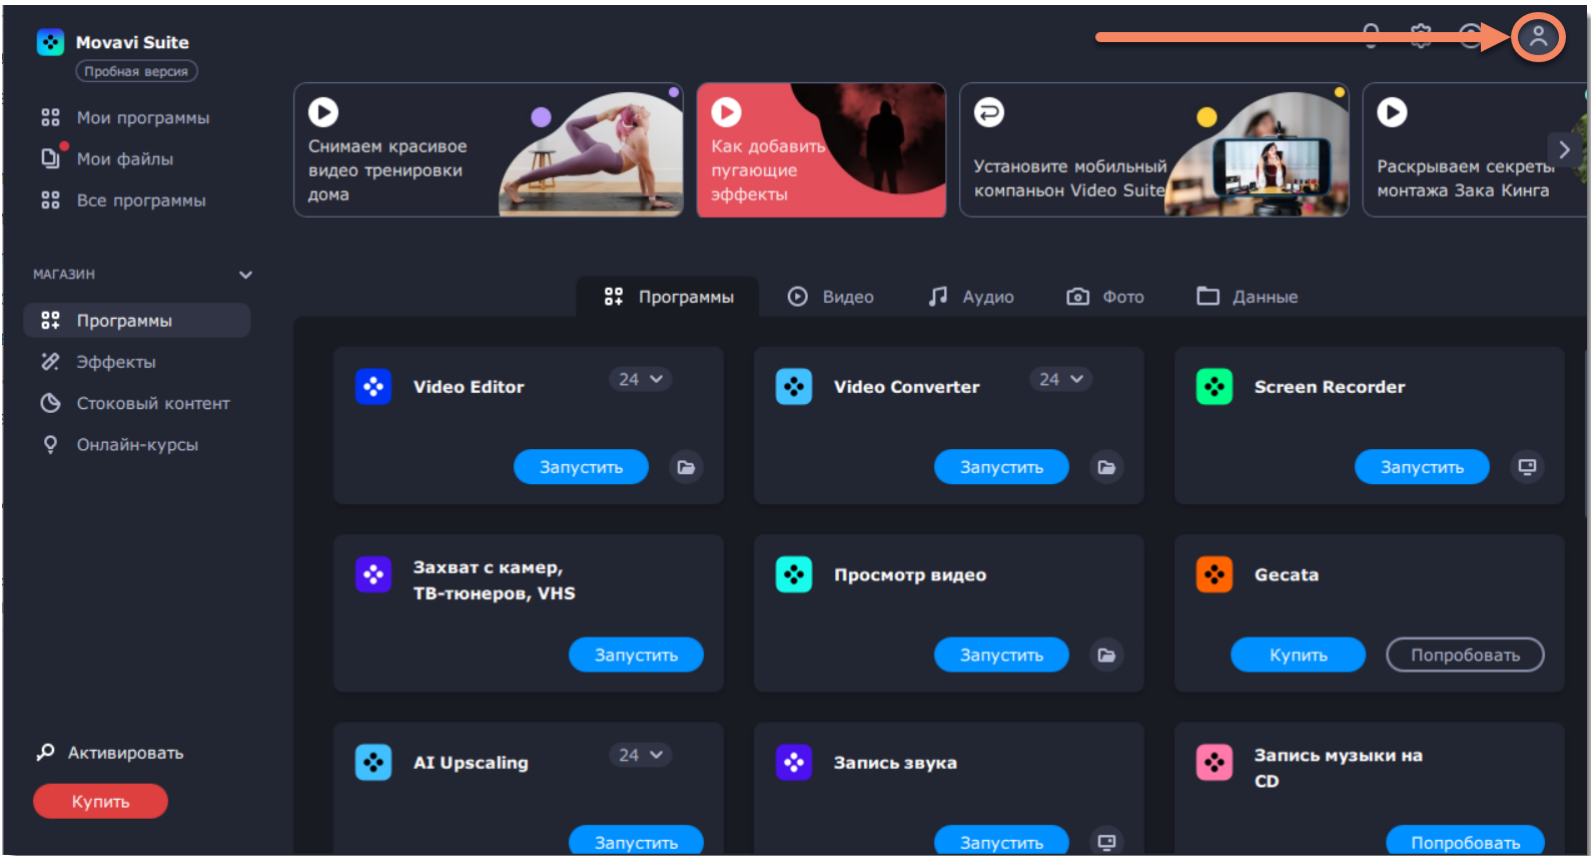 Movavi Suite
Пробная версия
Мои программы
Мои файлы
Все программы
МАГАЗИН
Программы
Эффекты
Стоковый контент
Онлайн-курсы
Активировать
Купить
Снимаем красивое
видео тренировки
дома
Как добавить
пугающие
эффекты
Установите мобильный
компаньон Video Suite
Раскрываем секреты
монтажа Зака Кинга
Программы
Видео
Аудио
Фото
Данные
Video Editor
24
Запустить
Video Converter
24
Запустить
Screen Recorder
Запустить
Захват с камер,
ТВ-тюнеров, VHS
Запустить
Просмотр видео
Запустить
Gecata
Купить
Попробовать
AI Upscaling
24
Запустить
Запись звука
Запустить
Запись музыки на
CD
Попробовать